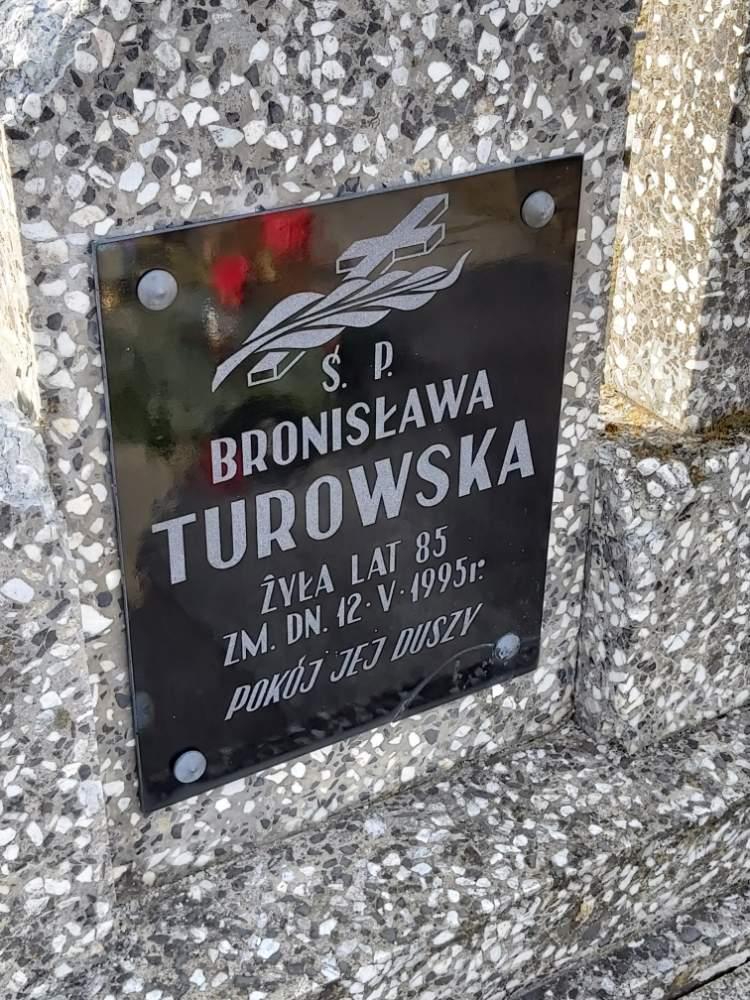 Ś. P.
BRONISŁAWA
TUROWSKA
ŻYŁA LAT 85
ZM. DN. 12·V·1995r.
POKÓJ JEJ DUSZY